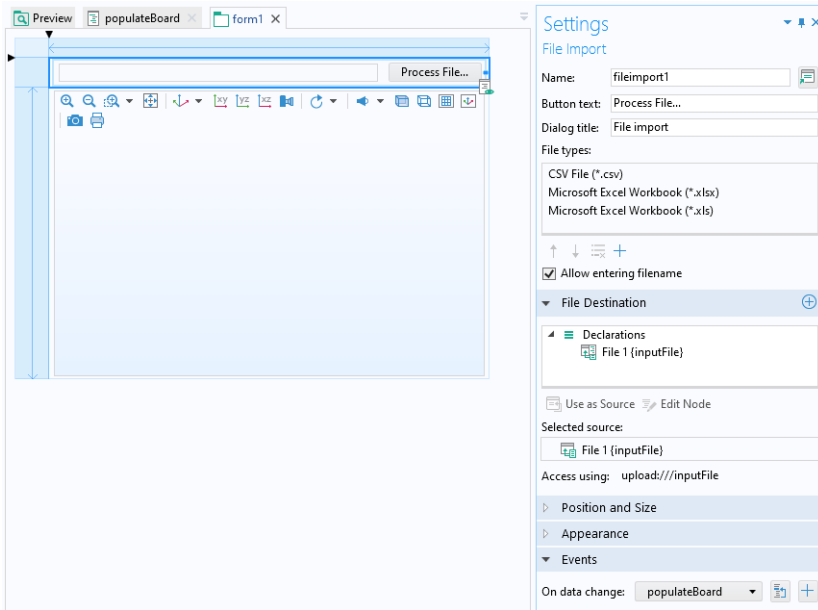 Preview populateBoard form1
Process File...
xy yz xz
Settings
File Import
Name: fileimport1
Button text: Process File...
Dialog title: File import
File types:
CSV File (*.csv)
Microsoft Excel Workbook (*.xlsx)
Microsoft Excel Workbook (*.xls)
Allow entering filename
File Destination
Declarations
File 1 {inputFile}
Use as Source Edit Node
Selected source:
File 1 {inputFile}
Access using: upload:///inputFile
Position and Size
Appearance
Events
On data change: populateBoard